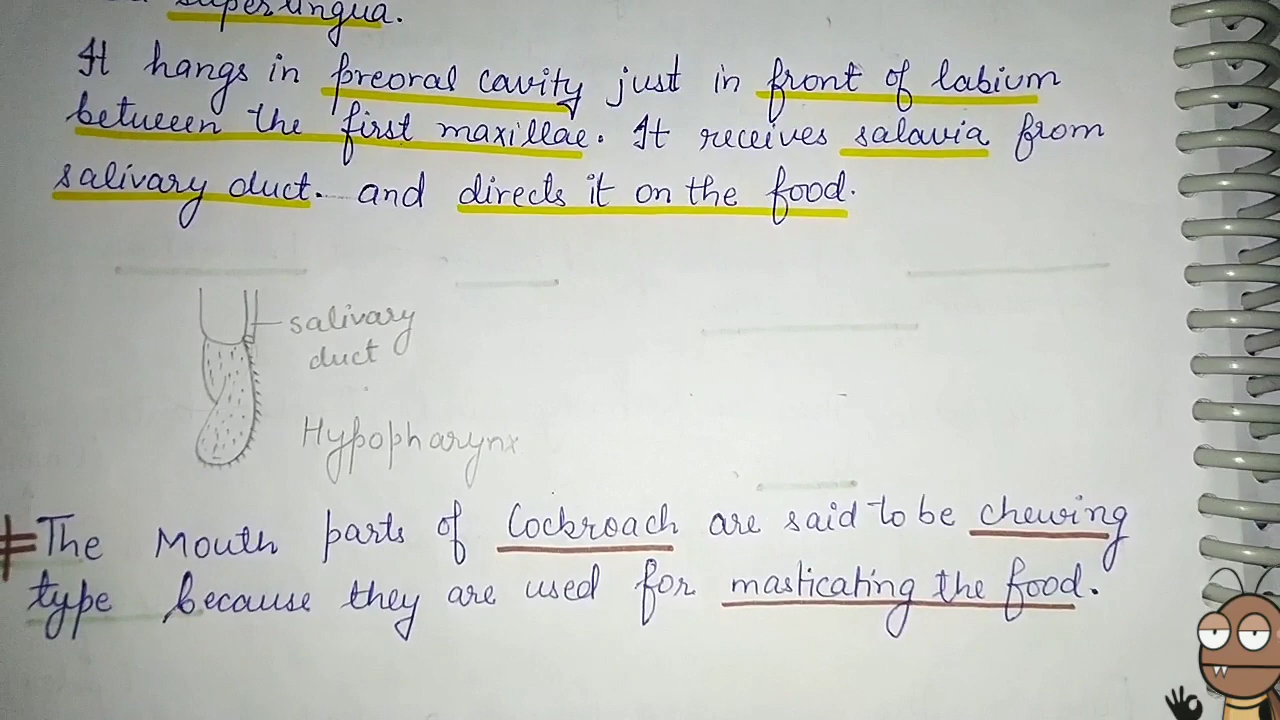 superlingua.
It hangs in preoral cavity just in front of labium
between the first maxillae. It receives salavia from
salivary duct. and directs it on the food.
salivary
duct
Hypopharynx
The Mouth parts of Cockroach are said to be chewing
type because they are used for masticating the food.